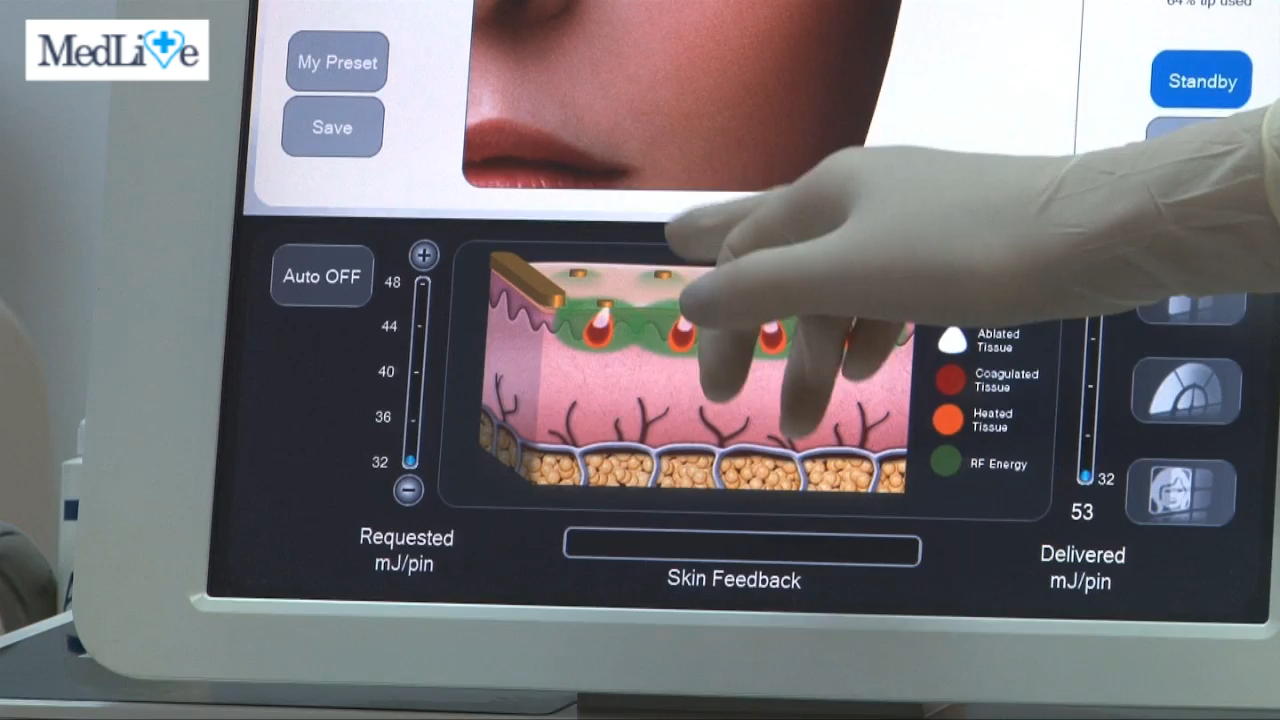 MedLive
64% tip used
My Preset
Standby
Save
Auto OFF
48
44
40
36
32
Ablated
Tissue
Coagulated
Tissue
Heated
Tissue
RF Energy
32
53
Requested
mJ/pin
Skin Feedback
Delivered
mJ/pin